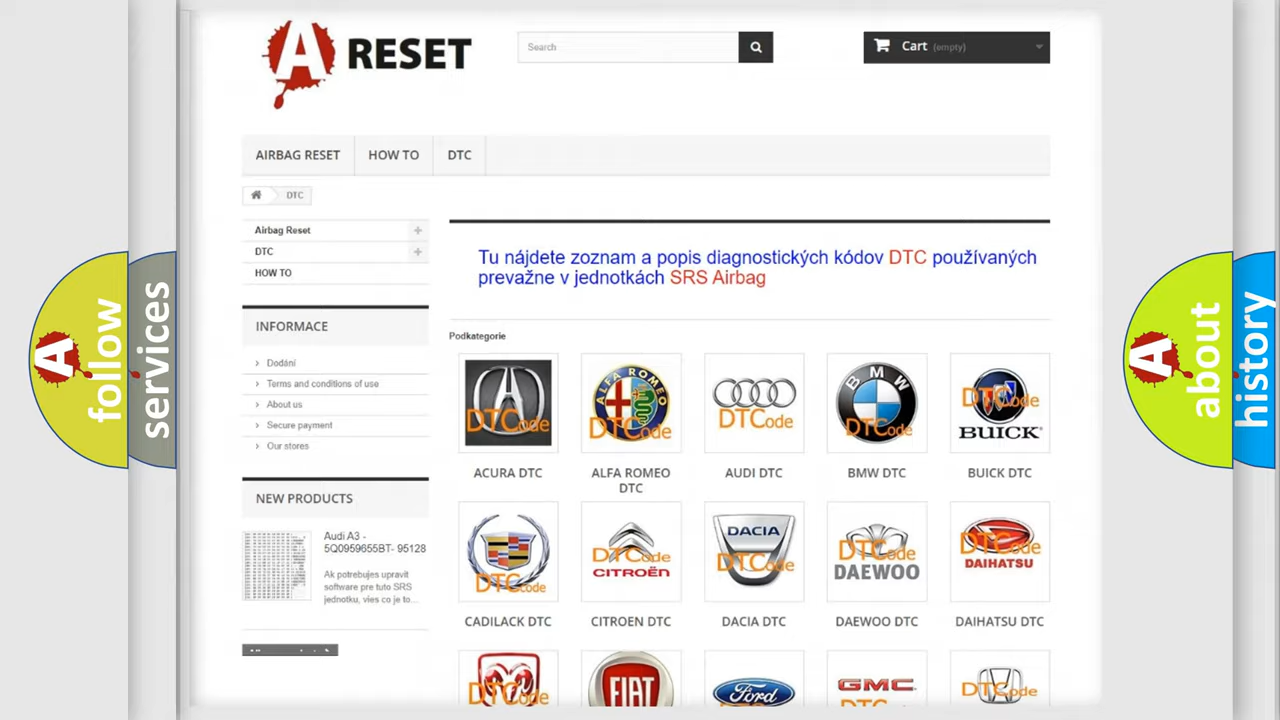 A RESET
Search
Cart (empty)
AIRBAG RESET
HOW TO
DTC
DTC
Airbag Reset
DTC
HOW TO
INFORMACE
Dodání
Terms and conditions of use
About us
Secure payment
Our stores
NEW PRODUCTS
Audi A3 -
5Q0959655BT- 95128
Ak potrebujes upravit
software pre tuto SRS
jednotku, vies co je to...
Tu nájdete zoznam a popis diagnostických kódov DTC používaných
prevažne v jednotkách SRS Airbag
Podkategorie
DTCode
ALFA ROMEO
DTCode
DTCode
BMW
DTCode
DTCode
BUICK
ACURA DTC
ALFA ROMEO
DTC
AUDI DTC
BMW DTC
BUICK DTC
DTCode
DTCode
CITROËN
DACIA
DTCode
DTCode
DAEWOO
DTCode
DAIHATSU
CADILACK DTC
CITROEN DTC
DACIA DTC
DAEWOO DTC
DAIHATSU DTC
DTCode
FIAT
Ford
GMC
DTCode
A follow
services
A about
history